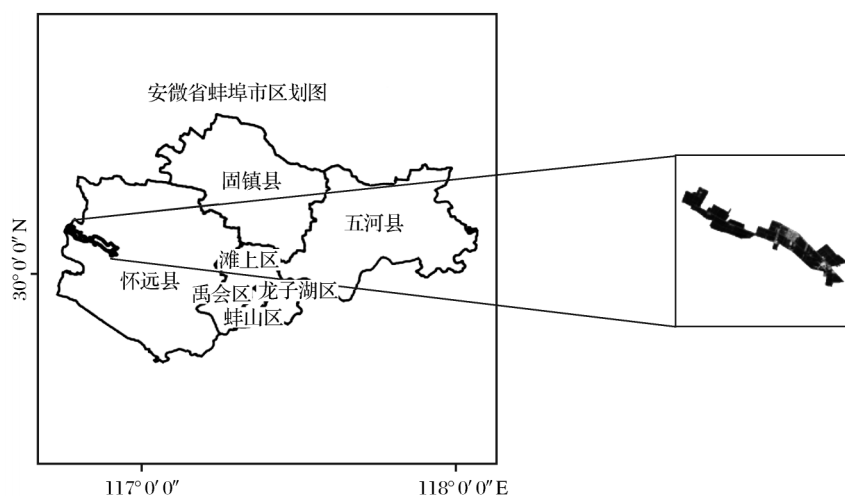 安微省蚌埠市区划图
固镇县
五河县
滩上区
怀远县
禹会区
龙子湖区
蚌山区
30°0′0″N
117°0′0″
118°0′0″E